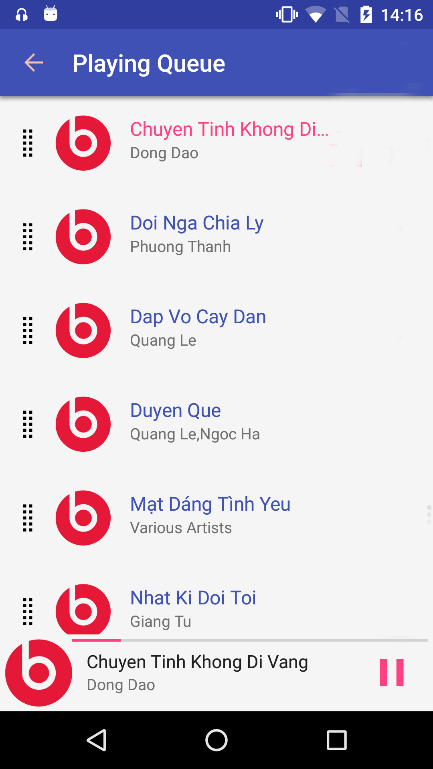 14:16
Playing Queue
Chuyen Tinh Khong Di...
Dong Dao
Doi Nga Chia Ly
Phuong Thanh
Dap Vo Cay Dan
Quang Le
Duyen Que
Quang Le,Ngoc Ha
Mạt Dáng Tình Yeu
Various Artists
Nhat Ki Doi Toi
Giang Tu
Chuyen Tinh Khong Di Vang
Dong Dao